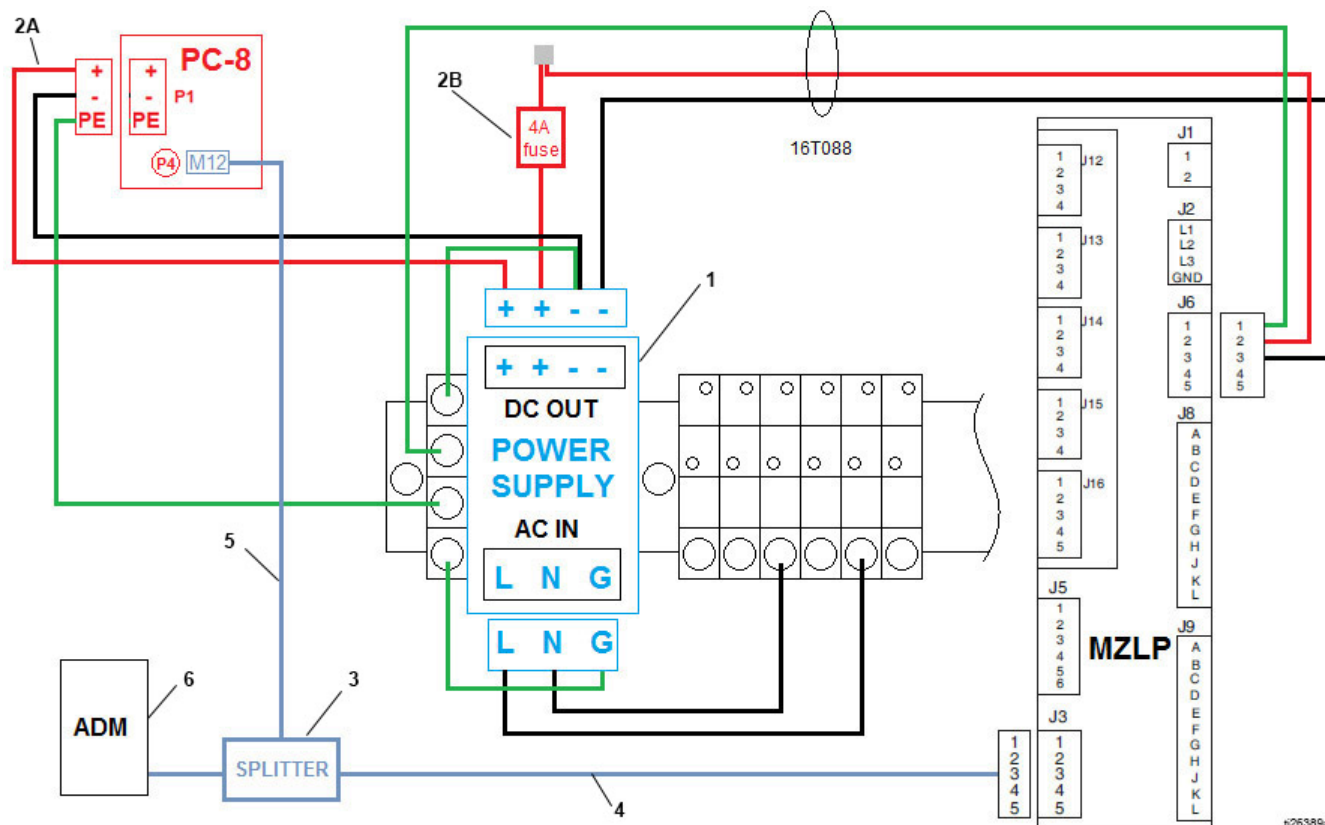 2A
PC-8
+
-
PE
+
-
P1
PE
P4
M12
2B
4A
fuse
16T088
1
+ + - -
+ + - -
DC OUT
POWER
SUPPLY
AC IN
L N G
L N G
5
6
ADM
3
SPLITTER
4
MZLP
J12
1
2
3
4
J13
1
2
3
4
J14
1
2
3
4
J15
1
2
3
4
J16
1
2
3
4
5
J5
1
2
3
4
5
6
J3
1
2
3
4
5
1
2
3
4
5
J1
1
2
J2
L1
L2
L3
GND
J6
1
2
3
4
5
1
2
3
4
5
J8
A
B
C
D
E
F
G
H
J
K
L
J9
A
B
C
D
E
F
G
H
J
K
L